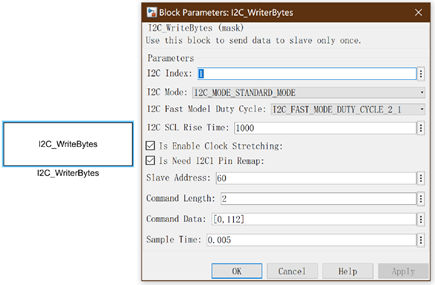 Block Parameters: I2C_WriterBytes
I2C_WriteBytes (mask)
Use this block to send data to slave only once.
Parameters
I2C Index: 1
I2C Mode: I2C_MODE_STANDARD_MODE
I2C Fast Model Duty Cycle: I2C_FAST_MODE_DUTY_CYCLE_2_1
I2C SCL Rise Time: 1000
Is Enable Clock Stretching:
Is Need I2C1 Pin Remap:
Slave Address: 60
Command Length: 2
Command Data: [0,112]
Sample Time: 0.005
OK Cancel Help Apply
I2C_WriteBytes
I2C_WriterBytes